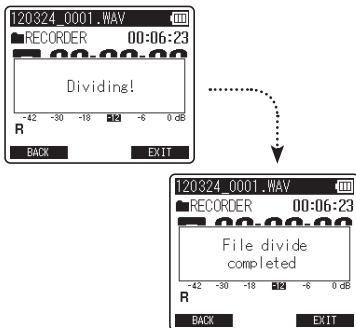 120324_0001.WAV
RECORDER 00:06:23
Dividing!
-42 -30 -18 -12 -6 0 dB
R
BACK EXIT
120324_0001.WAV
RECORDER 00:06:23
File divide
completed
-42 -30 -18 -12 -6 0 dB
R
BACK EXIT